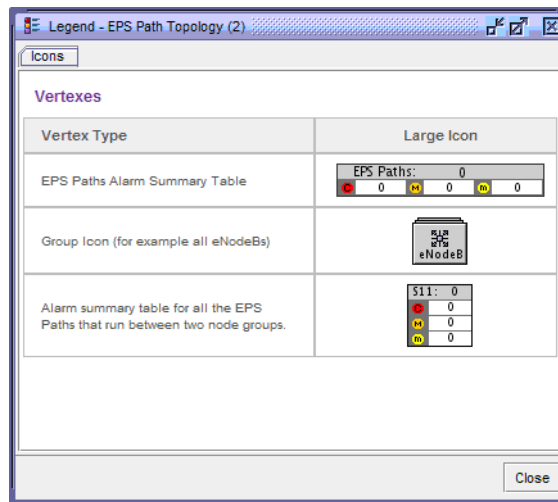 Legend - EPS Path Topology (2)
Icons
Vertexes
Vertex Type Large Icon
EPS Paths Alarm Summary Table
EPS Paths: 0
C 0 M 0 m 0
Group Icon (for example all eNodeBs)
eNodeB
Alarm summary table for all the EPS
Paths that run between two node groups.
S11: 0
C 0
M 0
m 0
Close